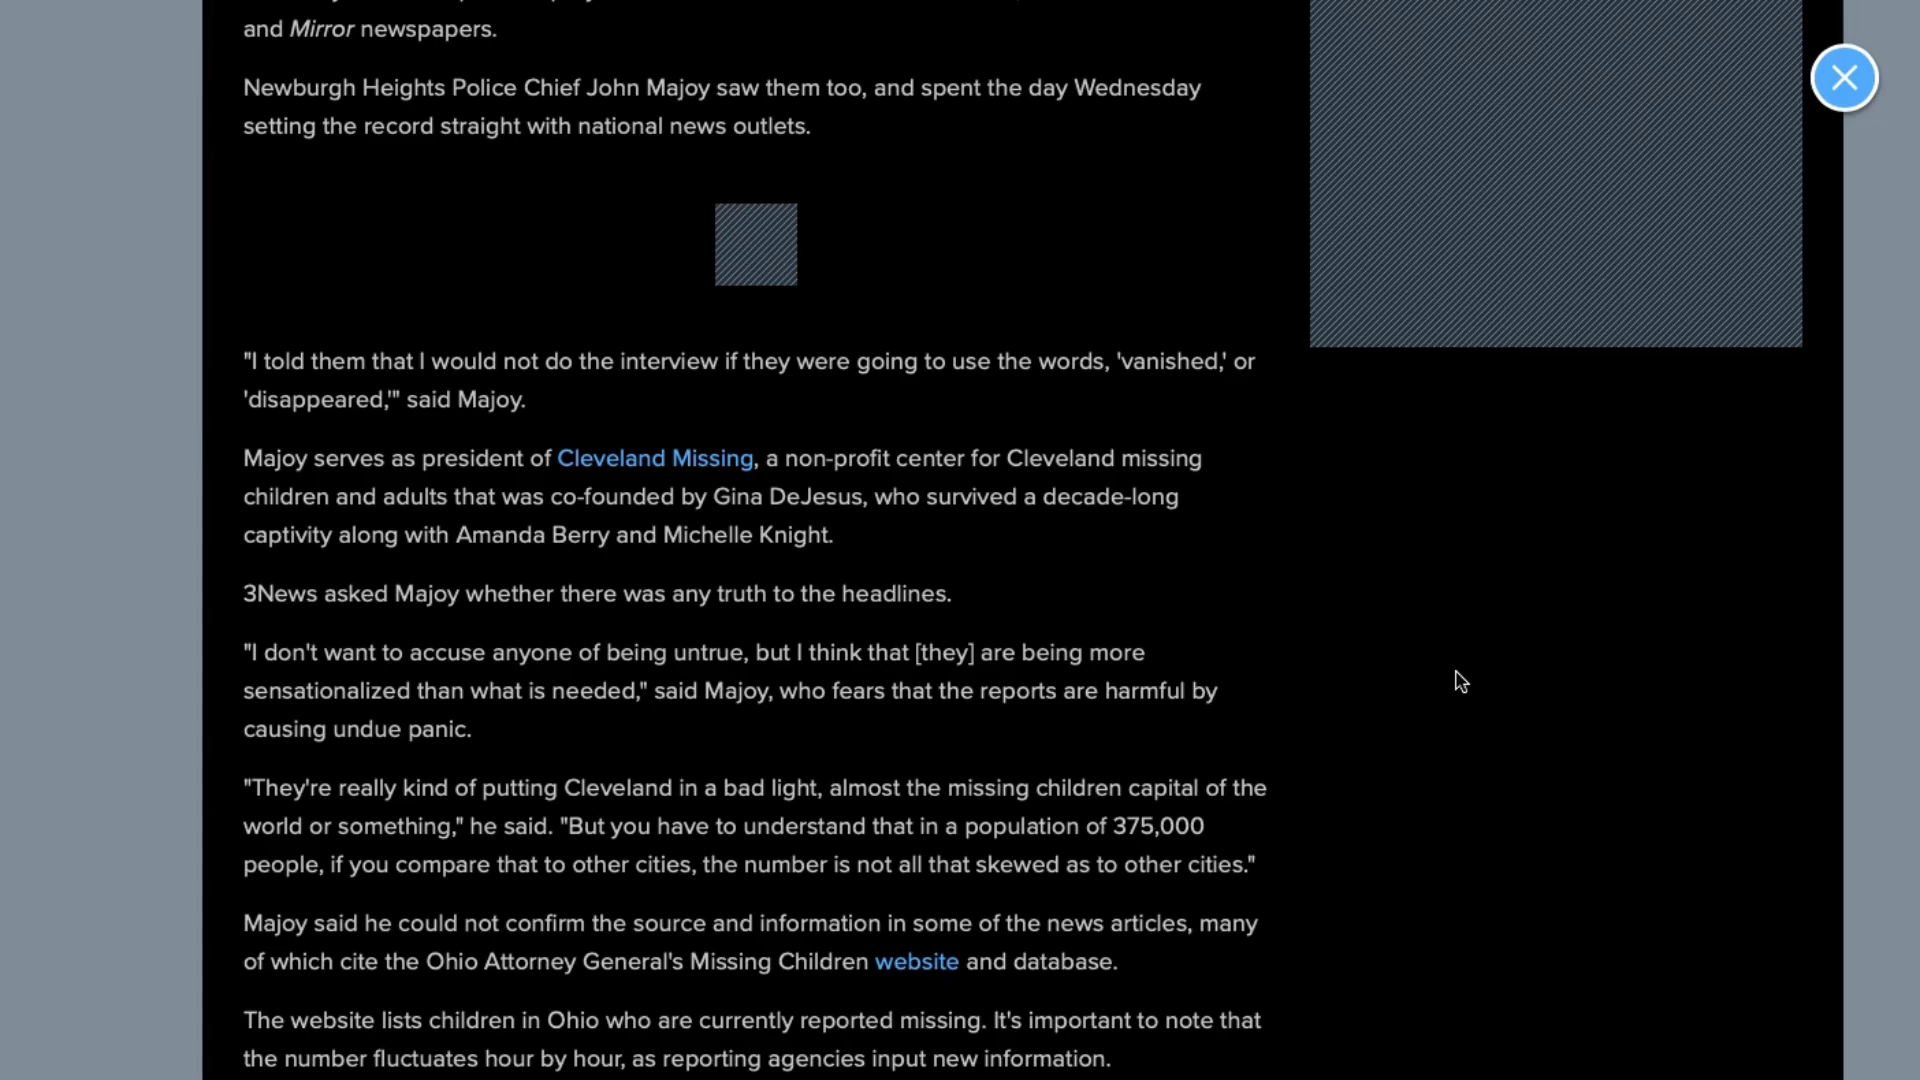 and Mirror newspapers.
Newburgh Heights Police Chief John Majoy saw them too, and spent the day Wednesday
setting the record straight with national news outlets.
"I told them that I would not do the interview if they were going to use the words, 'vanished,' or
'disappeared,'" said Majoy.
Majoy serves as president of Cleveland Missing, a non-profit center for Cleveland missing
children and adults that was co-founded by Gina DeJesus, who survived a decade-long
captivity along with Amanda Berry and Michelle Knight.
3News asked Majoy whether there was any truth to the headlines.
"I don't want to accuse anyone of being untrue, but I think that [they] are being more
sensationalized than what is needed," said Majoy, who fears that the reports are harmful by
causing undue panic.
"They're really kind of putting Cleveland in a bad light, almost the missing children capital of the
world or something," he said. "But you have to understand that in a population of 375,000
people, if you compare that to other cities, the number is not all that skewed as to other cities."
Majoy said he could not confirm the source and information in some of the news articles, many
of which cite the Ohio Attorney General's Missing Children website and database.
The website lists children in Ohio who are currently reported missing. It's important to note that
the number fluctuates hour by hour, as reporting agencies input new information.